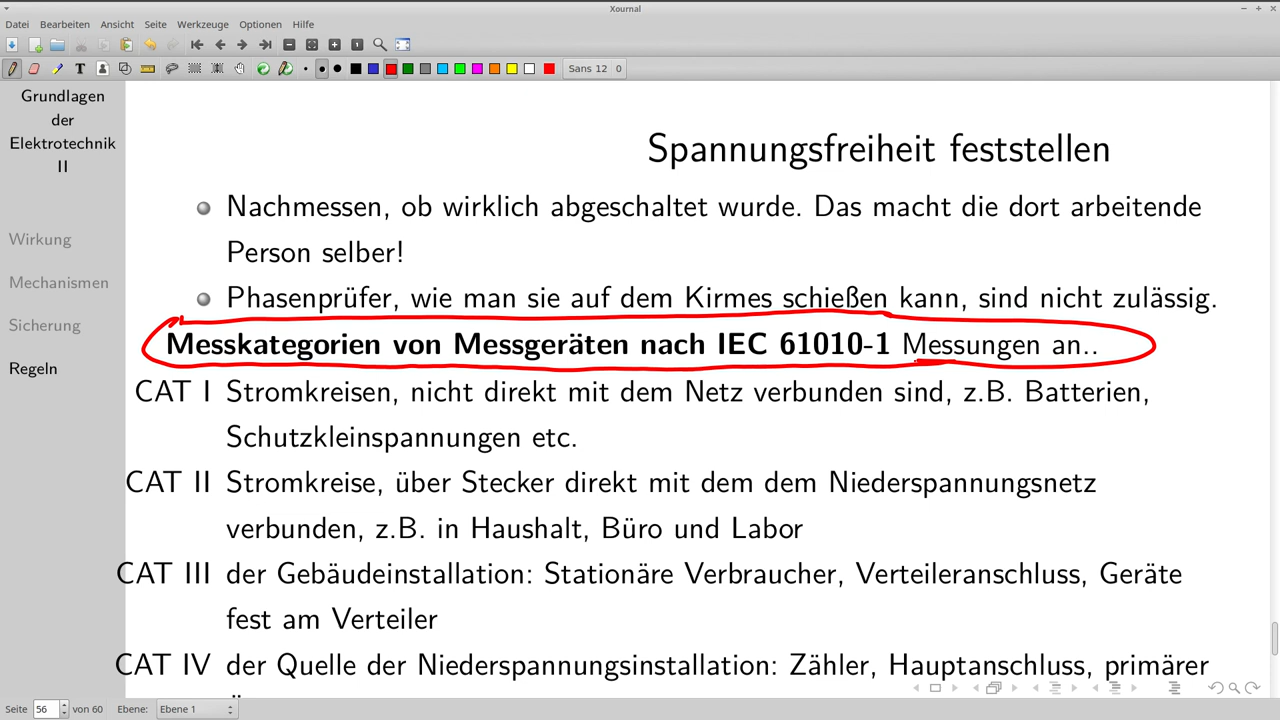 Xournal
Datei Bearbeiten Ansicht Seite Werkzeuge Optionen Hilfe
Sans 12 0
Grundlagen
der
Elektrotechnik
II
Wirkung
Mechanismen
Sicherung
Regeln
Spannungsfreiheit feststellen
Nachmessen, ob wirklich abgeschaltet wurde. Das macht die dort arbeitende
Person selber!
Phasenprüfer, wie man sie auf dem Kirmes schießen kann, sind nicht zulässig.
Messkategorien von Messgeräten nach IEC 61010-1 Messungen an..
CAT I Stromkreisen, nicht direkt mit dem Netz verbunden sind, z.B. Batterien,
Schutzkleinspannungen etc.
CAT II Stromkreise, über Stecker direkt mit dem dem Niederspannungsnetz
verbunden, z.B. in Haushalt, Büro und Labor
CAT III der Gebäudeinstallation: Stationäre Verbraucher, Verteileranschluss, Geräte
fest am Verteiler
CAT IV der Quelle der Niederspannungsinstallation: Zähler, Hauptanschluss, primärer
Seite 56 von 60 Ebene: Ebene 1